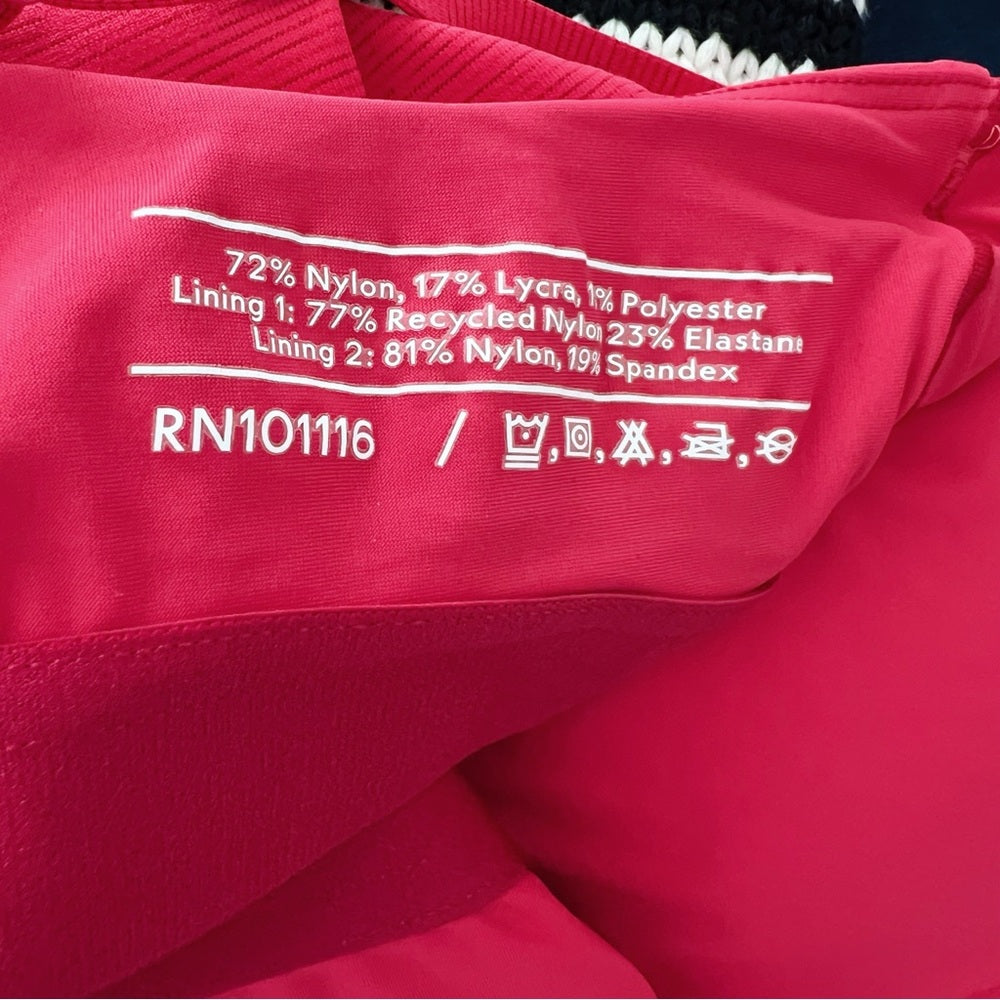 72% Nylon, 17% Lycra, 1% Polyester
Lining 1: 77% Recycled Nylon 23% Elastane
Lining 2: 81% Nylon, 19% Spandex
RN101116 /